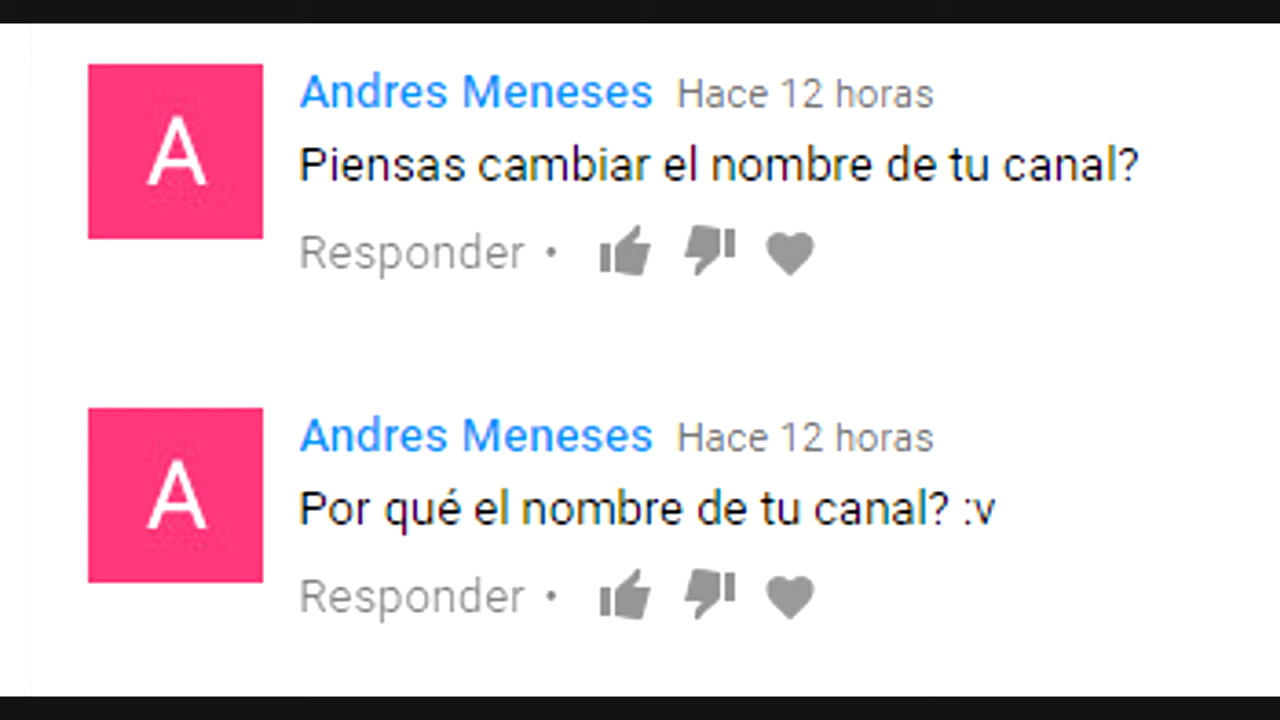 A
Andres Meneses Hace 12 horas
Piensas cambiar el nombre de tu canal?
Responder •
A
Andres Meneses Hace 12 horas
Por qué el nombre de tu canal? :v
Responder •